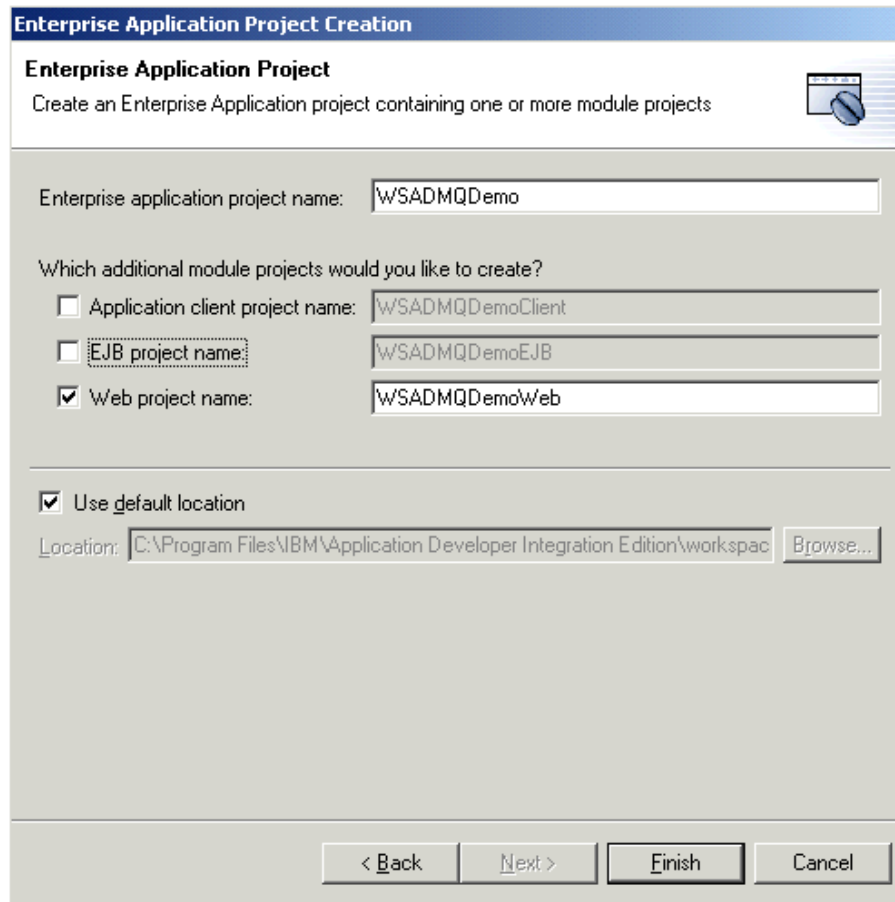 Enterprise Application Project Creation
Enterprise Application Project
Create an Enterprise Application project containing one or more module projects
Enterprise application project name: WSADMQDemo
Which additional module projects would you like to create?
Application client project name: WSADMQDemoClient
EJB project name: WSADMQDemoEJB
Web project name: WSADMQDemoWeb
Use default location
Location: C:\Program Files\IBM\Application Developer Integration Edition\workspac Browse...
< Back Next > Finish Cancel